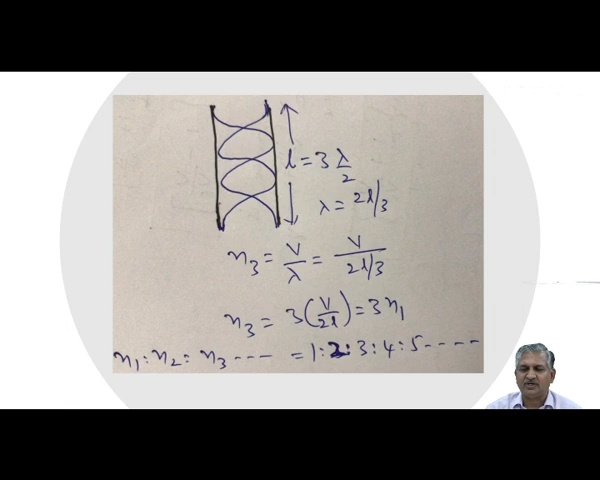 l = 3 λ/2
λ = 2l/3
n₃ = V/λ = V/2l/3
n₃ = 3(V/2l) = 3n₁
n₁ : n₂ : n₃ ---- = 1 : 2 : 3 : 4 : 5 -----